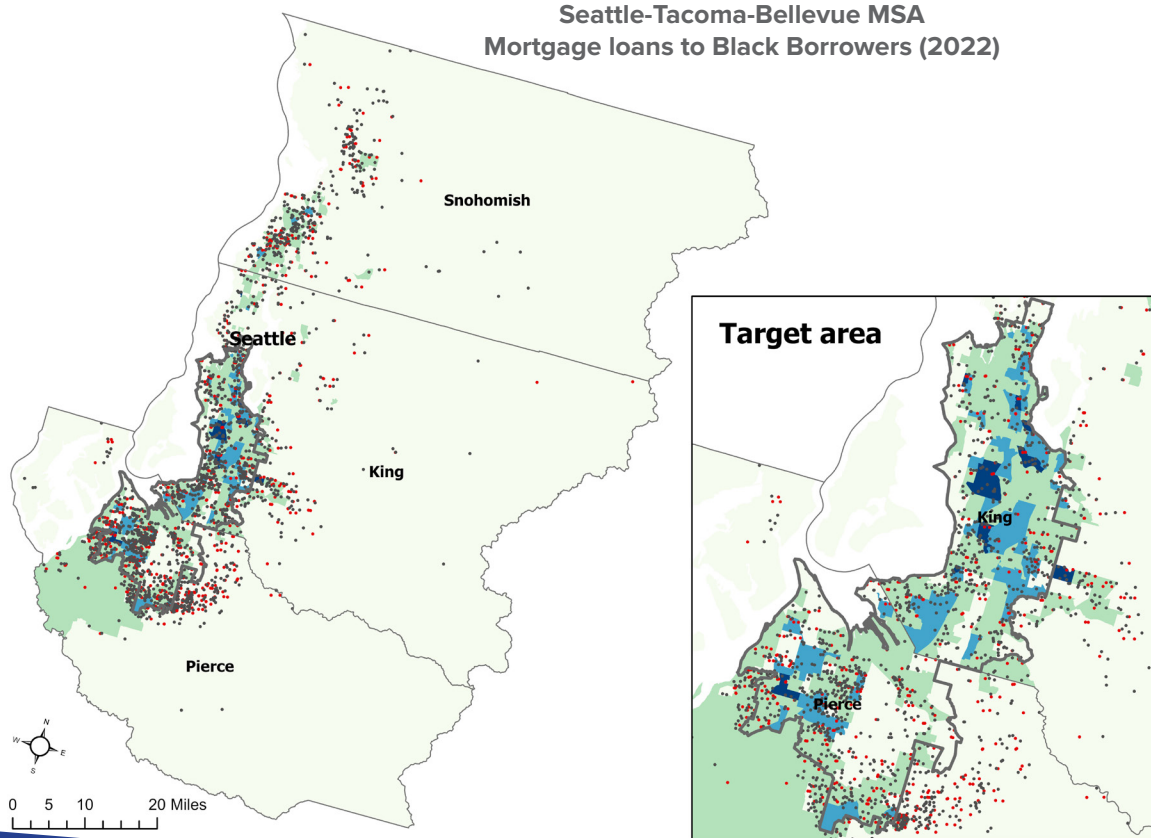 Seattle-Tacoma-Bellevue MSA
Mortgage loans to Black Borrowers (2022)
Snohomish
Seattle
King
Pierce
N
W
E
S
0 5 10 20 Miles
Target area
King
Pierce